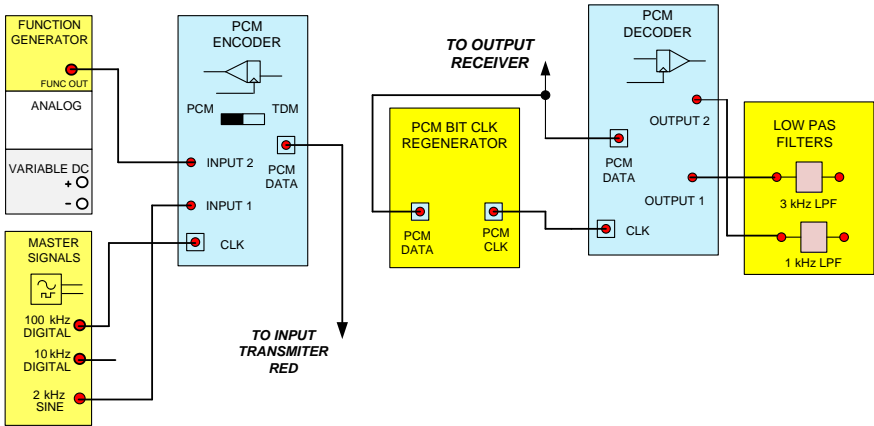 FUNCTION
GENERATOR
FUNC OUT
ANALOG
VARIABLE DC
+
-
MASTER
SIGNALS
100 kHz
DIGITAL
10 kHz
DIGITAL
2 kHz
SINE
PCM
ENCODER
PCM
TDM
INPUT 2
PCM
DATA
INPUT 1
CLK
TO INPUT
TRANSMITER
RED
TO OUTPUT
RECEIVER
PCM BIT CLK
REGENERATOR
PCM
DATA
PCM
CLK
PCM
DECODER
OUTPUT 2
PCM
DATA
OUTPUT 1
CLK
LOW PAS
FILTERS
3 kHz LPF
1 kHz LPF